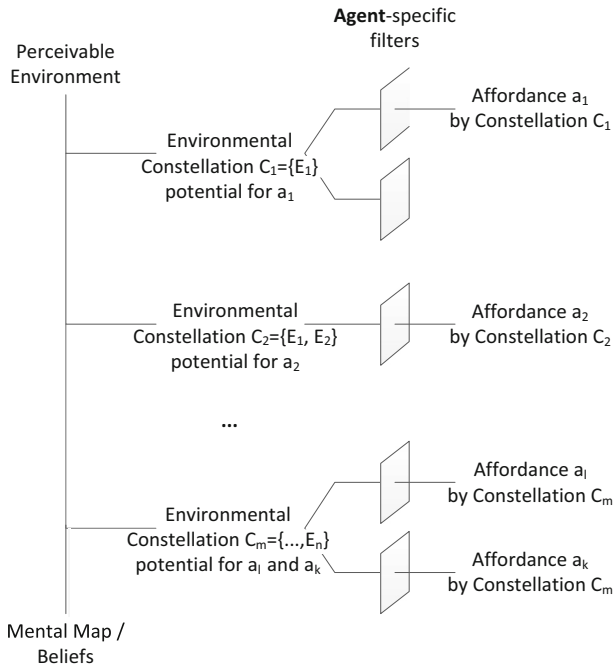 Agent-specific
filters
Perceivable
Environment
Affordance a₁
by Constellation C₁
Environmental
Constellation C₁={E₁}
potential for a₁
Environmental
Constellation C₂={E₁, E₂}
potential for a₂
Affordance a₂
by Constellation C₂
...
Environmental
Constellation Cₘ={...,Eₙ}
potential for aₗ and aₖ
Affordance aₗ
by Constellation Cₘ
Affordance aₖ
by Constellation Cₘ
Mental Map /
Beliefs